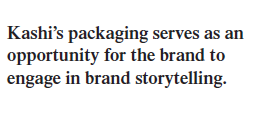 Kashi’s packaging serves as an
opportunity for the brand to
engage in brand storytelling.